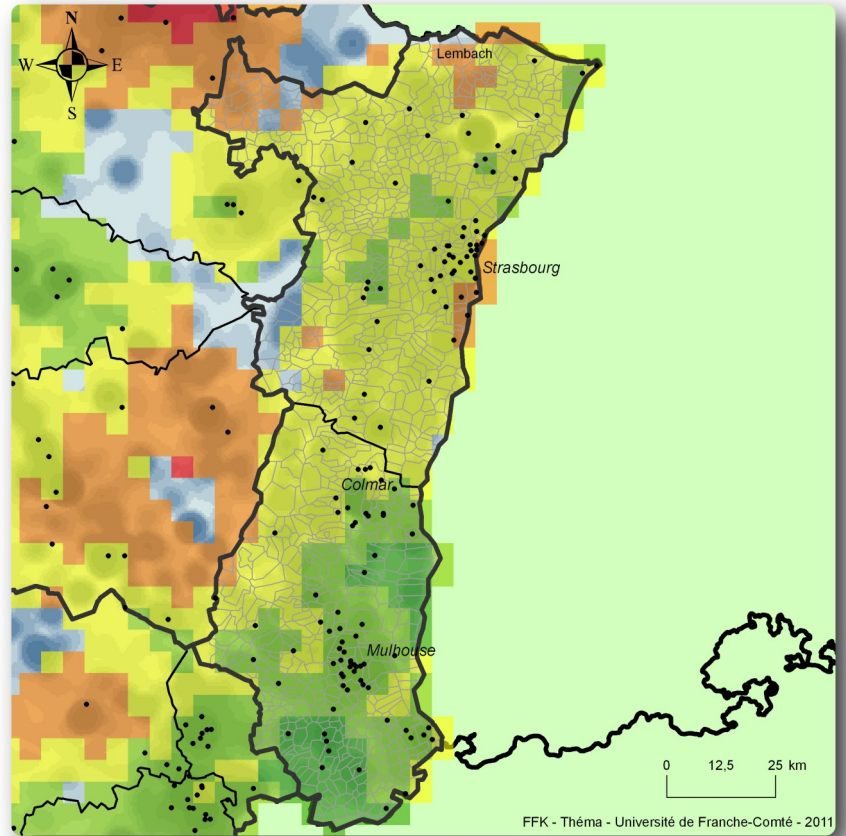 N
W E
S
Lembach
Strasbourg
Colmar
Mulhouse
0 12,5 25 km
FFK - Théma - Université de Franche-Comté - 2011